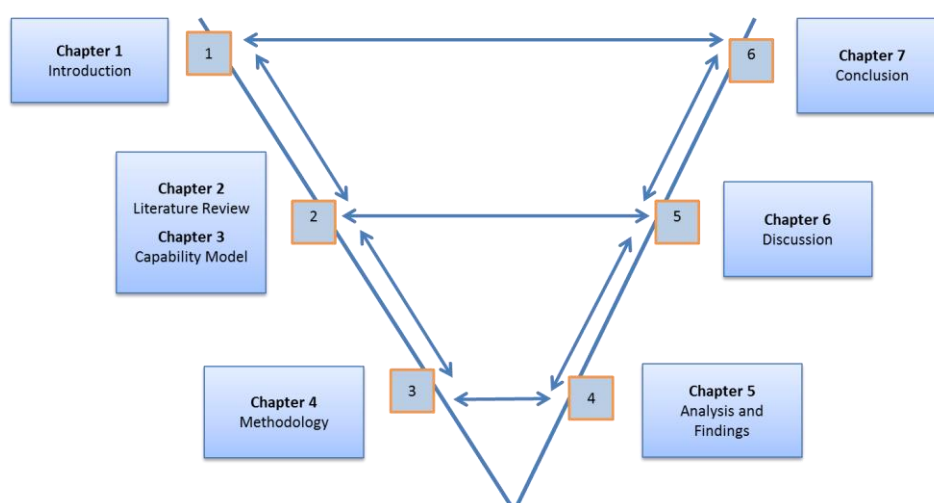 Chapter 1
Introduction
1
6
Chapter 7
Conclusion
Chapter 2
Literature Review
Chapter 3
Capability Model
2
5
Chapter 6
Discussion
Chapter 4
Methodology
3
4
Chapter 5
Analysis and
Findings